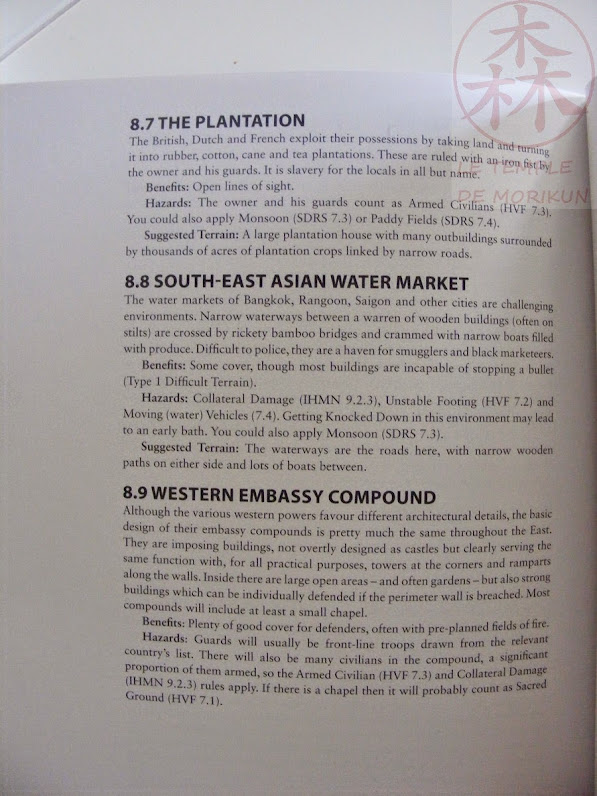 森
LE TEMPLE
DE MORIKUN
8.7 THE PLANTATION
The British, Dutch and French exploit their possessions by taking land and turning
it into rubber, cotton, cane and tea plantations. These are ruled with an iron fist by
the owner and his guards. It is slavery for the locals in all but name.
Benefits: Open lines of sight.
Hazards: The owner and his guards count as Armed Civilians (HVF 7.3).
You could also apply Monsoon (SDRS 7.3) or Paddy Fields (SDRS 7.4).
Suggested Terrain: A large plantation house with many outbuildings surrounded
by thousands of acres of plantation crops linked by narrow roads.
8.8 SOUTH-EAST ASIAN WATER MARKET
The water markets of Bangkok, Rangoon, Saigon and other cities are challenging
environments. Narrow waterways between a warren of wooden buildings (often on
stilts) are crossed by rickety bamboo bridges and crammed with narrow boats filled
with produce. Difficult to police, they are a haven for smugglers and black marketeers.
Benefits: Some cover, though most buildings are incapable of stopping a bullet
(Type 1 Difficult Terrain).
Hazards: Collateral Damage (IHMN 9.2.3), Unstable Footing (HVF 7.2) and
Moving (water) Vehicles (7.4). Getting Knocked Down in this environment may lead
to an early bath. You could also apply Monsoon (SDRS 7.3).
Suggested Terrain: The waterways are the roads here, with narrow wooden
paths on either side and lots of boats between.
8.9 WESTERN EMBASSY COMPOUND
Although the various western powers favour different architectural details, the basic
design of their embassy compounds is pretty much the same throughout the East.
They are imposing buildings, not overtly designed as castles but clearly serving the
same function with, for all practical purposes, towers at the corners and ramparts
along the walls. Inside there are large open areas – and often gardens – but also strong
buildings which can be individually defended if the perimeter wall is breached. Most
compounds will include at least a small chapel.
Benefits: Plenty of good cover for defenders, often with pre-planned fields of fire.
Hazards: Guards will usually be front-line troops drawn from the relevant
country's list. There will also be many civilians in the compound, a significant
proportion of them armed, so the Armed Civilian (HVF 7.3) and Collateral Damage
(IHMN 9.2.3) rules apply. If there is a chapel then it will probably count as Sacred
Ground (HVF 7.1).